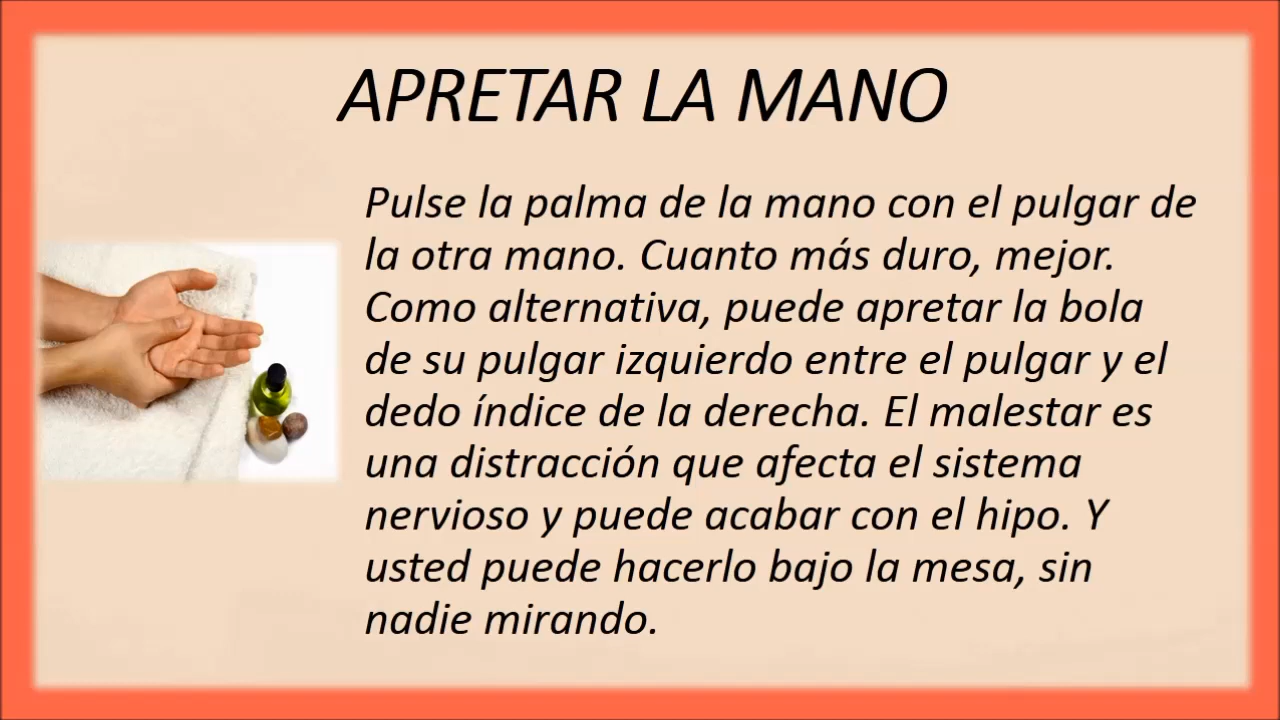 APRETAR LA MANO
Pulse la palma de la mano con el pulgar de
la otra mano. Cuanto más duro, mejor.
Como alternativa, puede apretar la bola
de su pulgar izquierdo entre el pulgar y el
dedo índice de la derecha. El malestar es
una distracción que afecta el sistema
nervioso y puede acabar con el hipo. Y
usted puede hacerlo bajo la mesa, sin
nadie mirando.